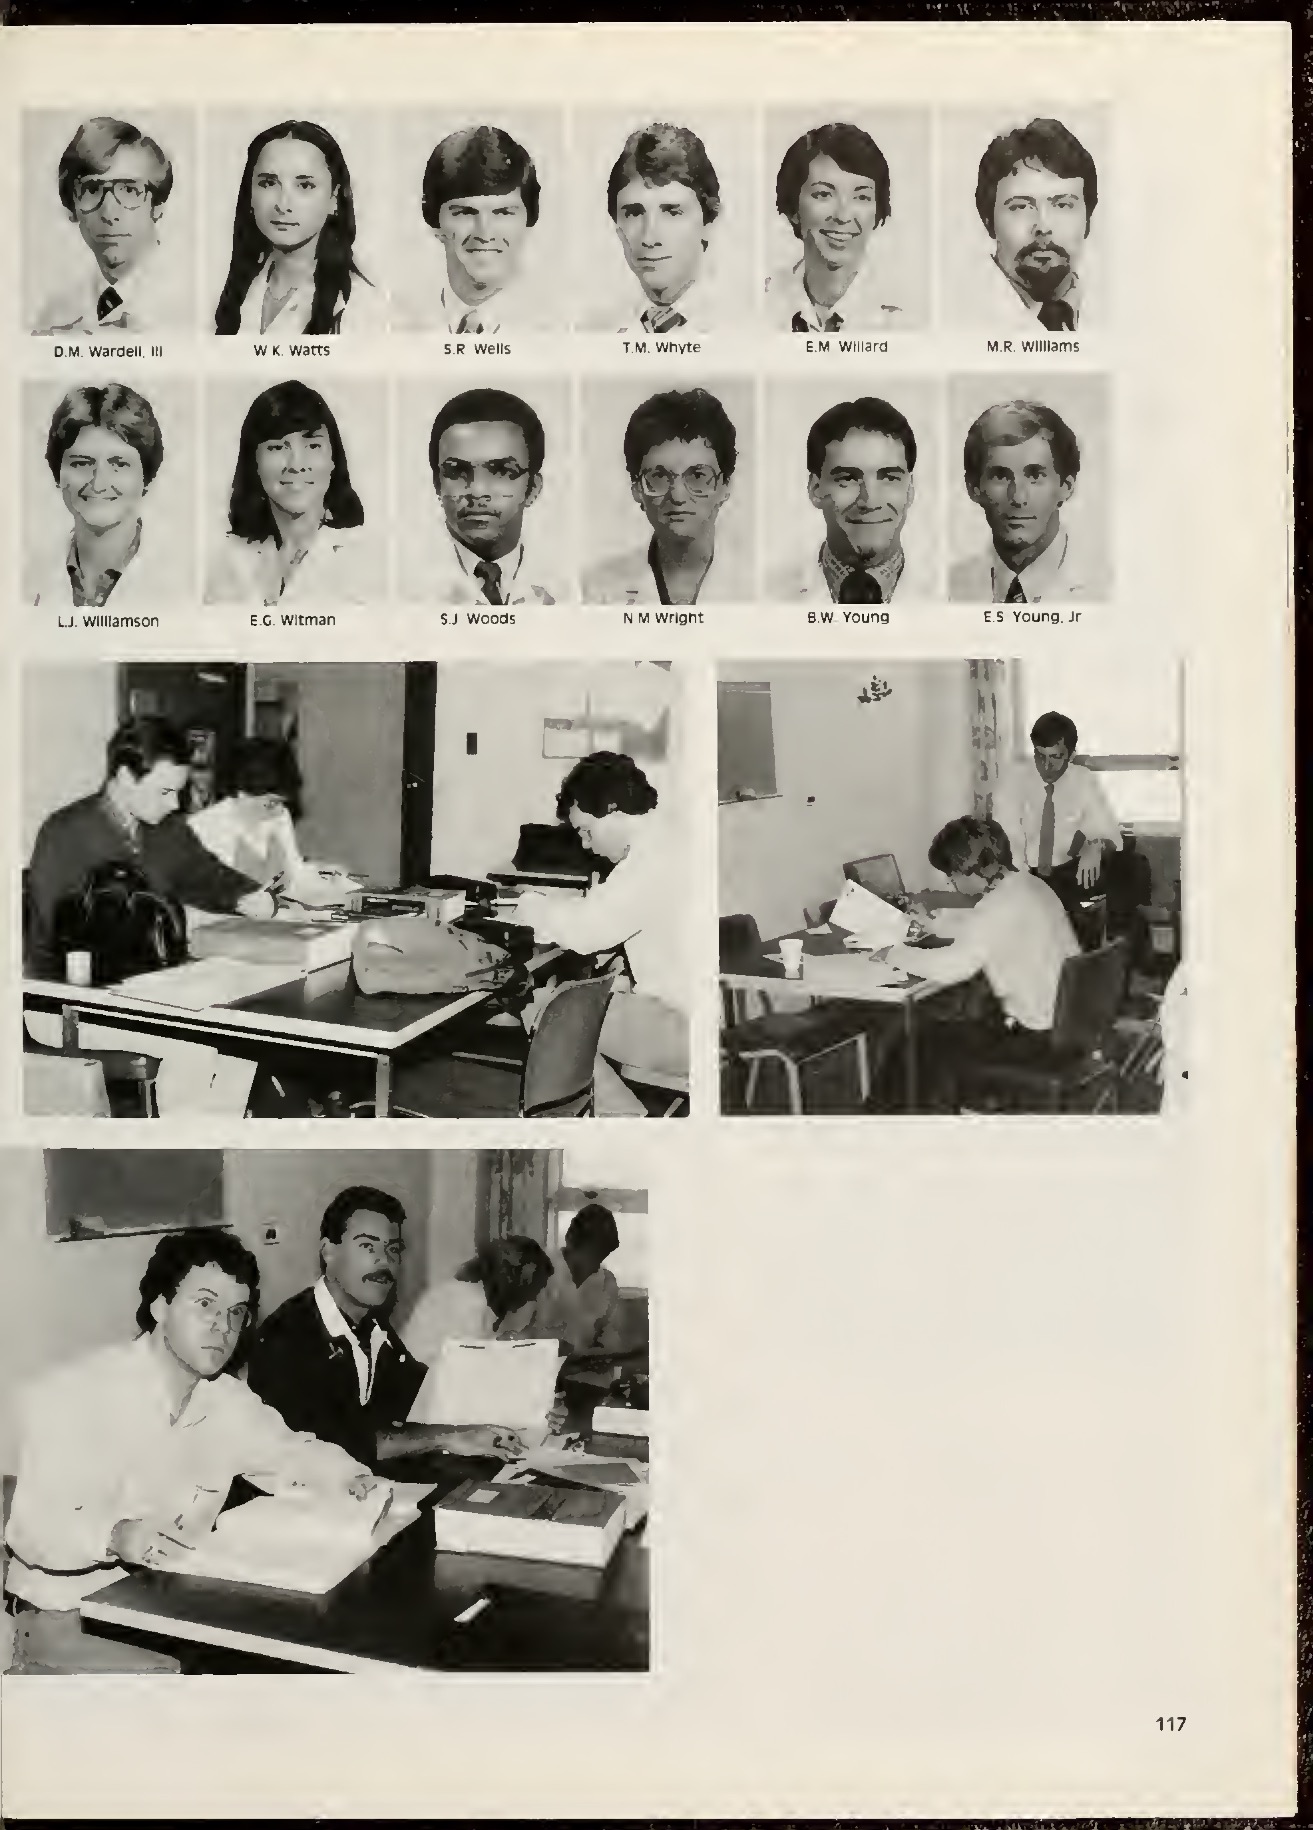 D.M. Wardell, III
W K. Watts
S.R Wells
T.M. Whyte
E.M Willard
M.R. Williams
L.J. Williamson
E.G. Witman
S.J Woods
N M Wright
B.W. Young
E.S Young, Jr
117